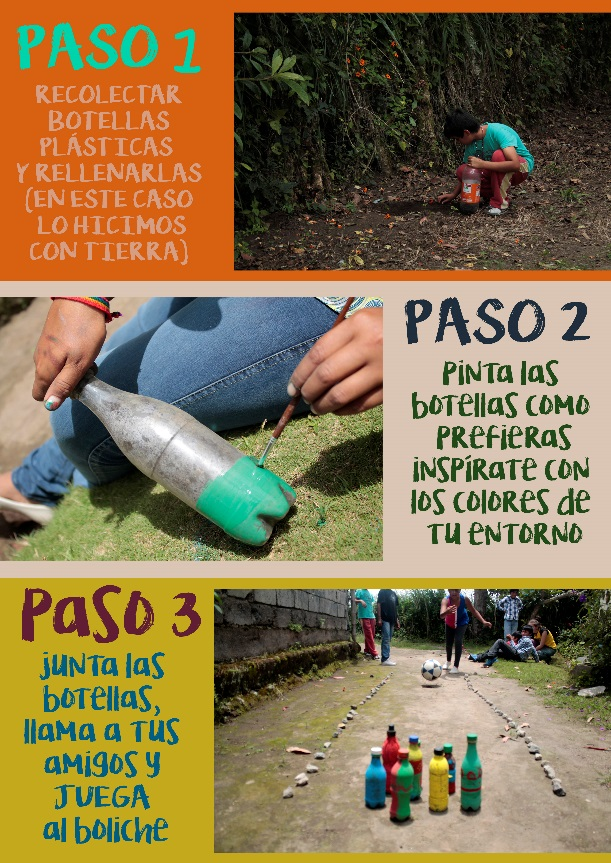 PASO 1
RECOLECTAR
BOTELLAS
PLÁSTICAS
Y RELLENARLAS
(EN ESTE CASO
LO HICIMOS
CON TIERRA)
PASO 2
PINTA LAS
BOTELLAS COMO
PREFIERAS
INSPÍRATE CON
LOS COLORES DE
TU ENTORNO
PASO 3
JUNTA LAS
BOTELLAS,
LLAMA A TUS
AMIGOS Y
JUEGA
AL BOLICHE